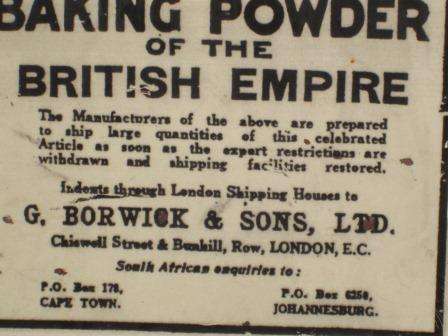 BAKING POWDER
OF THE
BRITISH EMPIRE
The Manufacturers of the above are prepared
to ship large quantities of this celebrated
Article as soon as the export restrictions are
withdrawn and shipping facilities restored.
Indents through London Shipping Houses to
G. BORWICK & SONS, LTD.
Chiswell Street & Bunhill, Row, LONDON, E.C.
South African enquiries to:
P.O. Box 178,
CAPE TOWN.
P.O. Box 6250,
JOHANNESBURG.